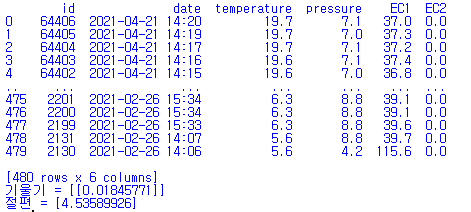 id date temperature pressure EC1 EC2
0 64406 2021-04-21 14:20 19.7 7.1 37.0 0.0
1 64405 2021-04-21 14:19 19.7 7.0 37.3 0.0
2 64404 2021-04-21 14:17 19.7 7.1 37.2 0.0
3 64403 2021-04-21 14:16 19.6 7.1 37.4 0.0
4 64402 2021-04-21 14:15 19.6 7.0 36.8 0.0
.. ... ... ... ... ... ...
475 2201 2021-02-26 15:34 6.3 8.8 39.1 0.0
476 2200 2021-02-26 15:34 6.3 8.8 39.1 0.0
477 2199 2021-02-26 15:33 6.3 8.8 39.6 0.0
478 2131 2021-02-26 14:07 5.6 8.8 39.7 0.0
479 2130 2021-02-26 14:06 5.6 4.2 115.6 0.0
[480 rows x 6 columns]
기울기 = [[0.01845771]]
절편 = [4.53589926]